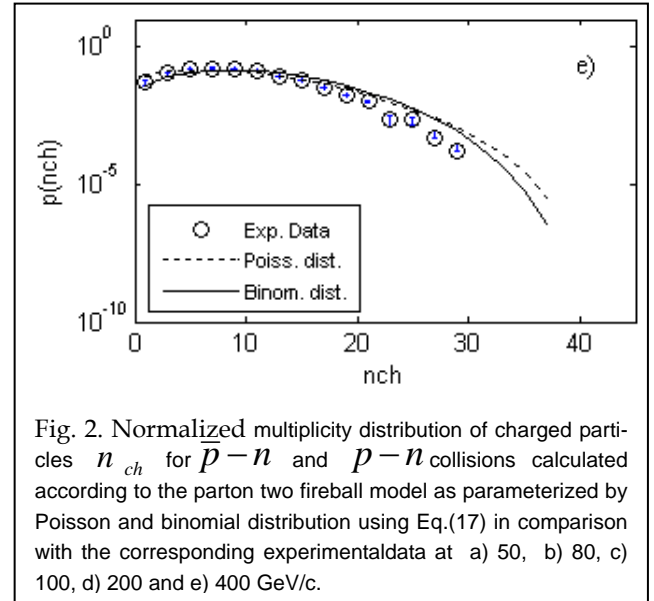 10^0
e)
p(nch)
10^-5
Exp. Data
Poiss. dist.
Binom. dist.
10^-10
0 10 20 30 40
nch
Fig. 2. Normalized multiplicity distribution of charged parti-
cles n_ch for p̅ − n and p − n collisions calculated
according to the parton two fireball model as parameterized by
Poisson and binomial distribution using Eq.(17) in comparison
with the corresponding experimentaldata at a) 50, b) 80, c)
100, d) 200 and e) 400 GeV/c.